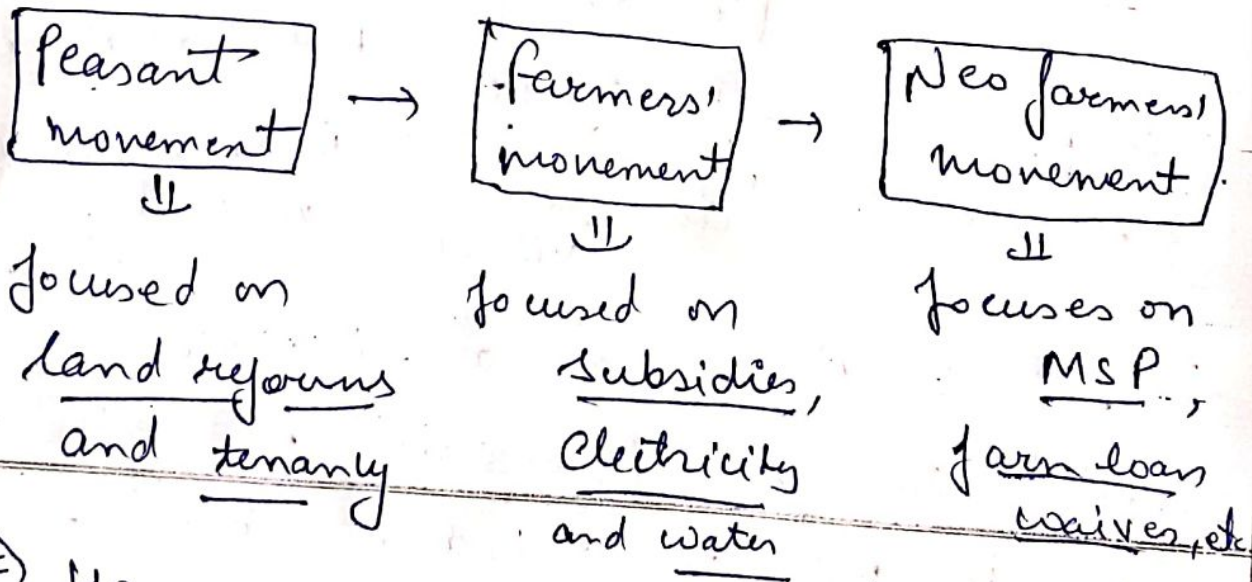 Peasant movement
→
farmers' movement
→
Neo farmers' movement
⇓
focused on
land reforms
and tenancy
⇓
focused on
subsidies,
electricity
and water
⇓
focuses on
MSP,
farm loan
waives, etc